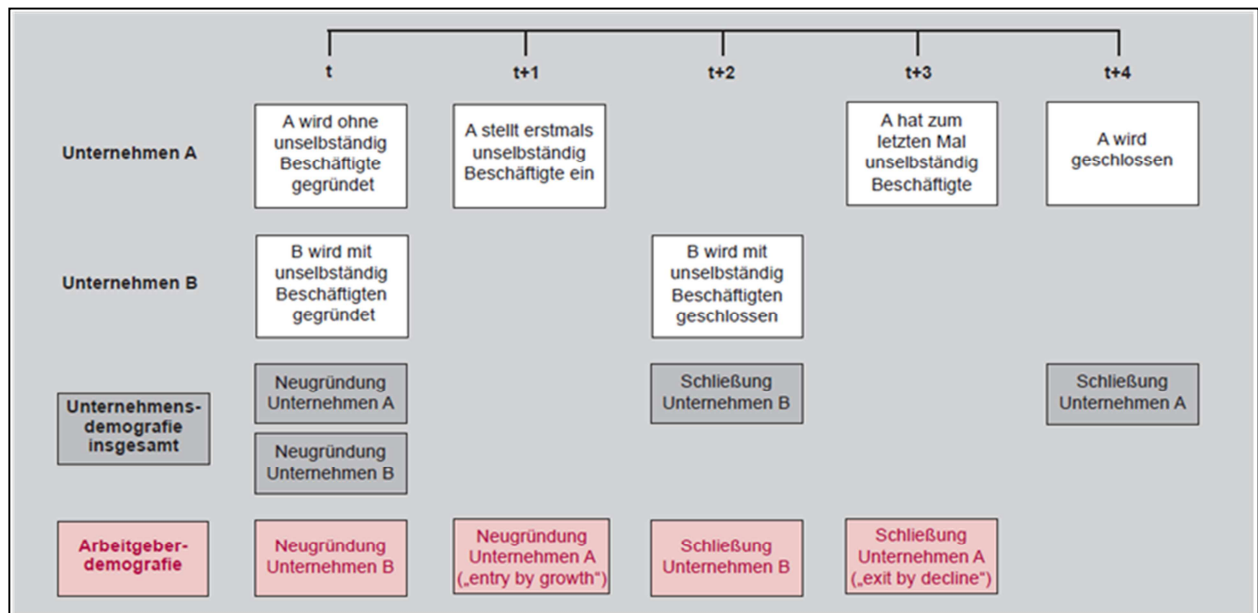 t
t+1
t+2
t+3
t+4
Unternehmen A
A wird ohne
unselbständig
Beschäftigte
gegründet
A stellt erstmals
unselbständig
Beschäftigte ein
A hat zum
letzten Mal
unselbständig
Beschäftigte
A wird
geschlossen
Unternehmen B
B wird mit
unselbständig
Beschäftigten
gegründet
B wird mit
unselbständig
Beschäftigten
geschlossen
Unternehmens-
demografie
insgesamt
Neugründung
Unternehmen A
Neugründung
Unternehmen B
Schließung
Unternehmen B
Schließung
Unternehmen A
Arbeitgeber-
demografie
Neugründung
Unternehmen B
Neugründung
Unternehmen A
(„entry by growth“)
Schließung
Unternehmen B
Schließung
Unternehmen A
(„exit by decline“)